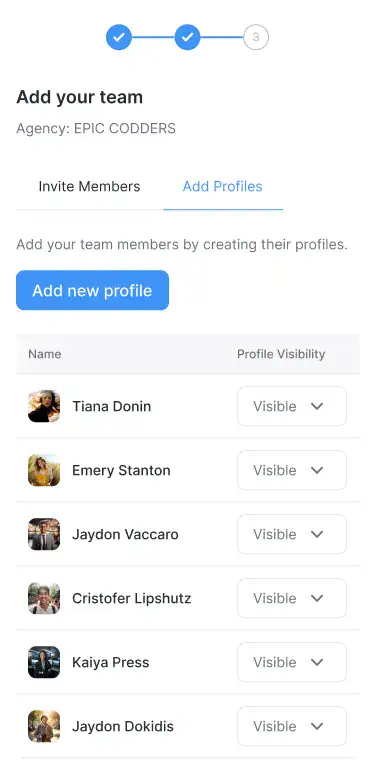 3
Add your team
Agency: EPIC CODDERS
Invite Members Add Profiles
Add your team members by creating their profiles.
Add new profile
Name Profile Visibility
Tiana Donin Visible
Emery Stanton Visible
Jaydon Vaccaro Visible
Cristofer Lipshutz Visible
Kaiya Press Visible
Jaydon Dokidis Visible